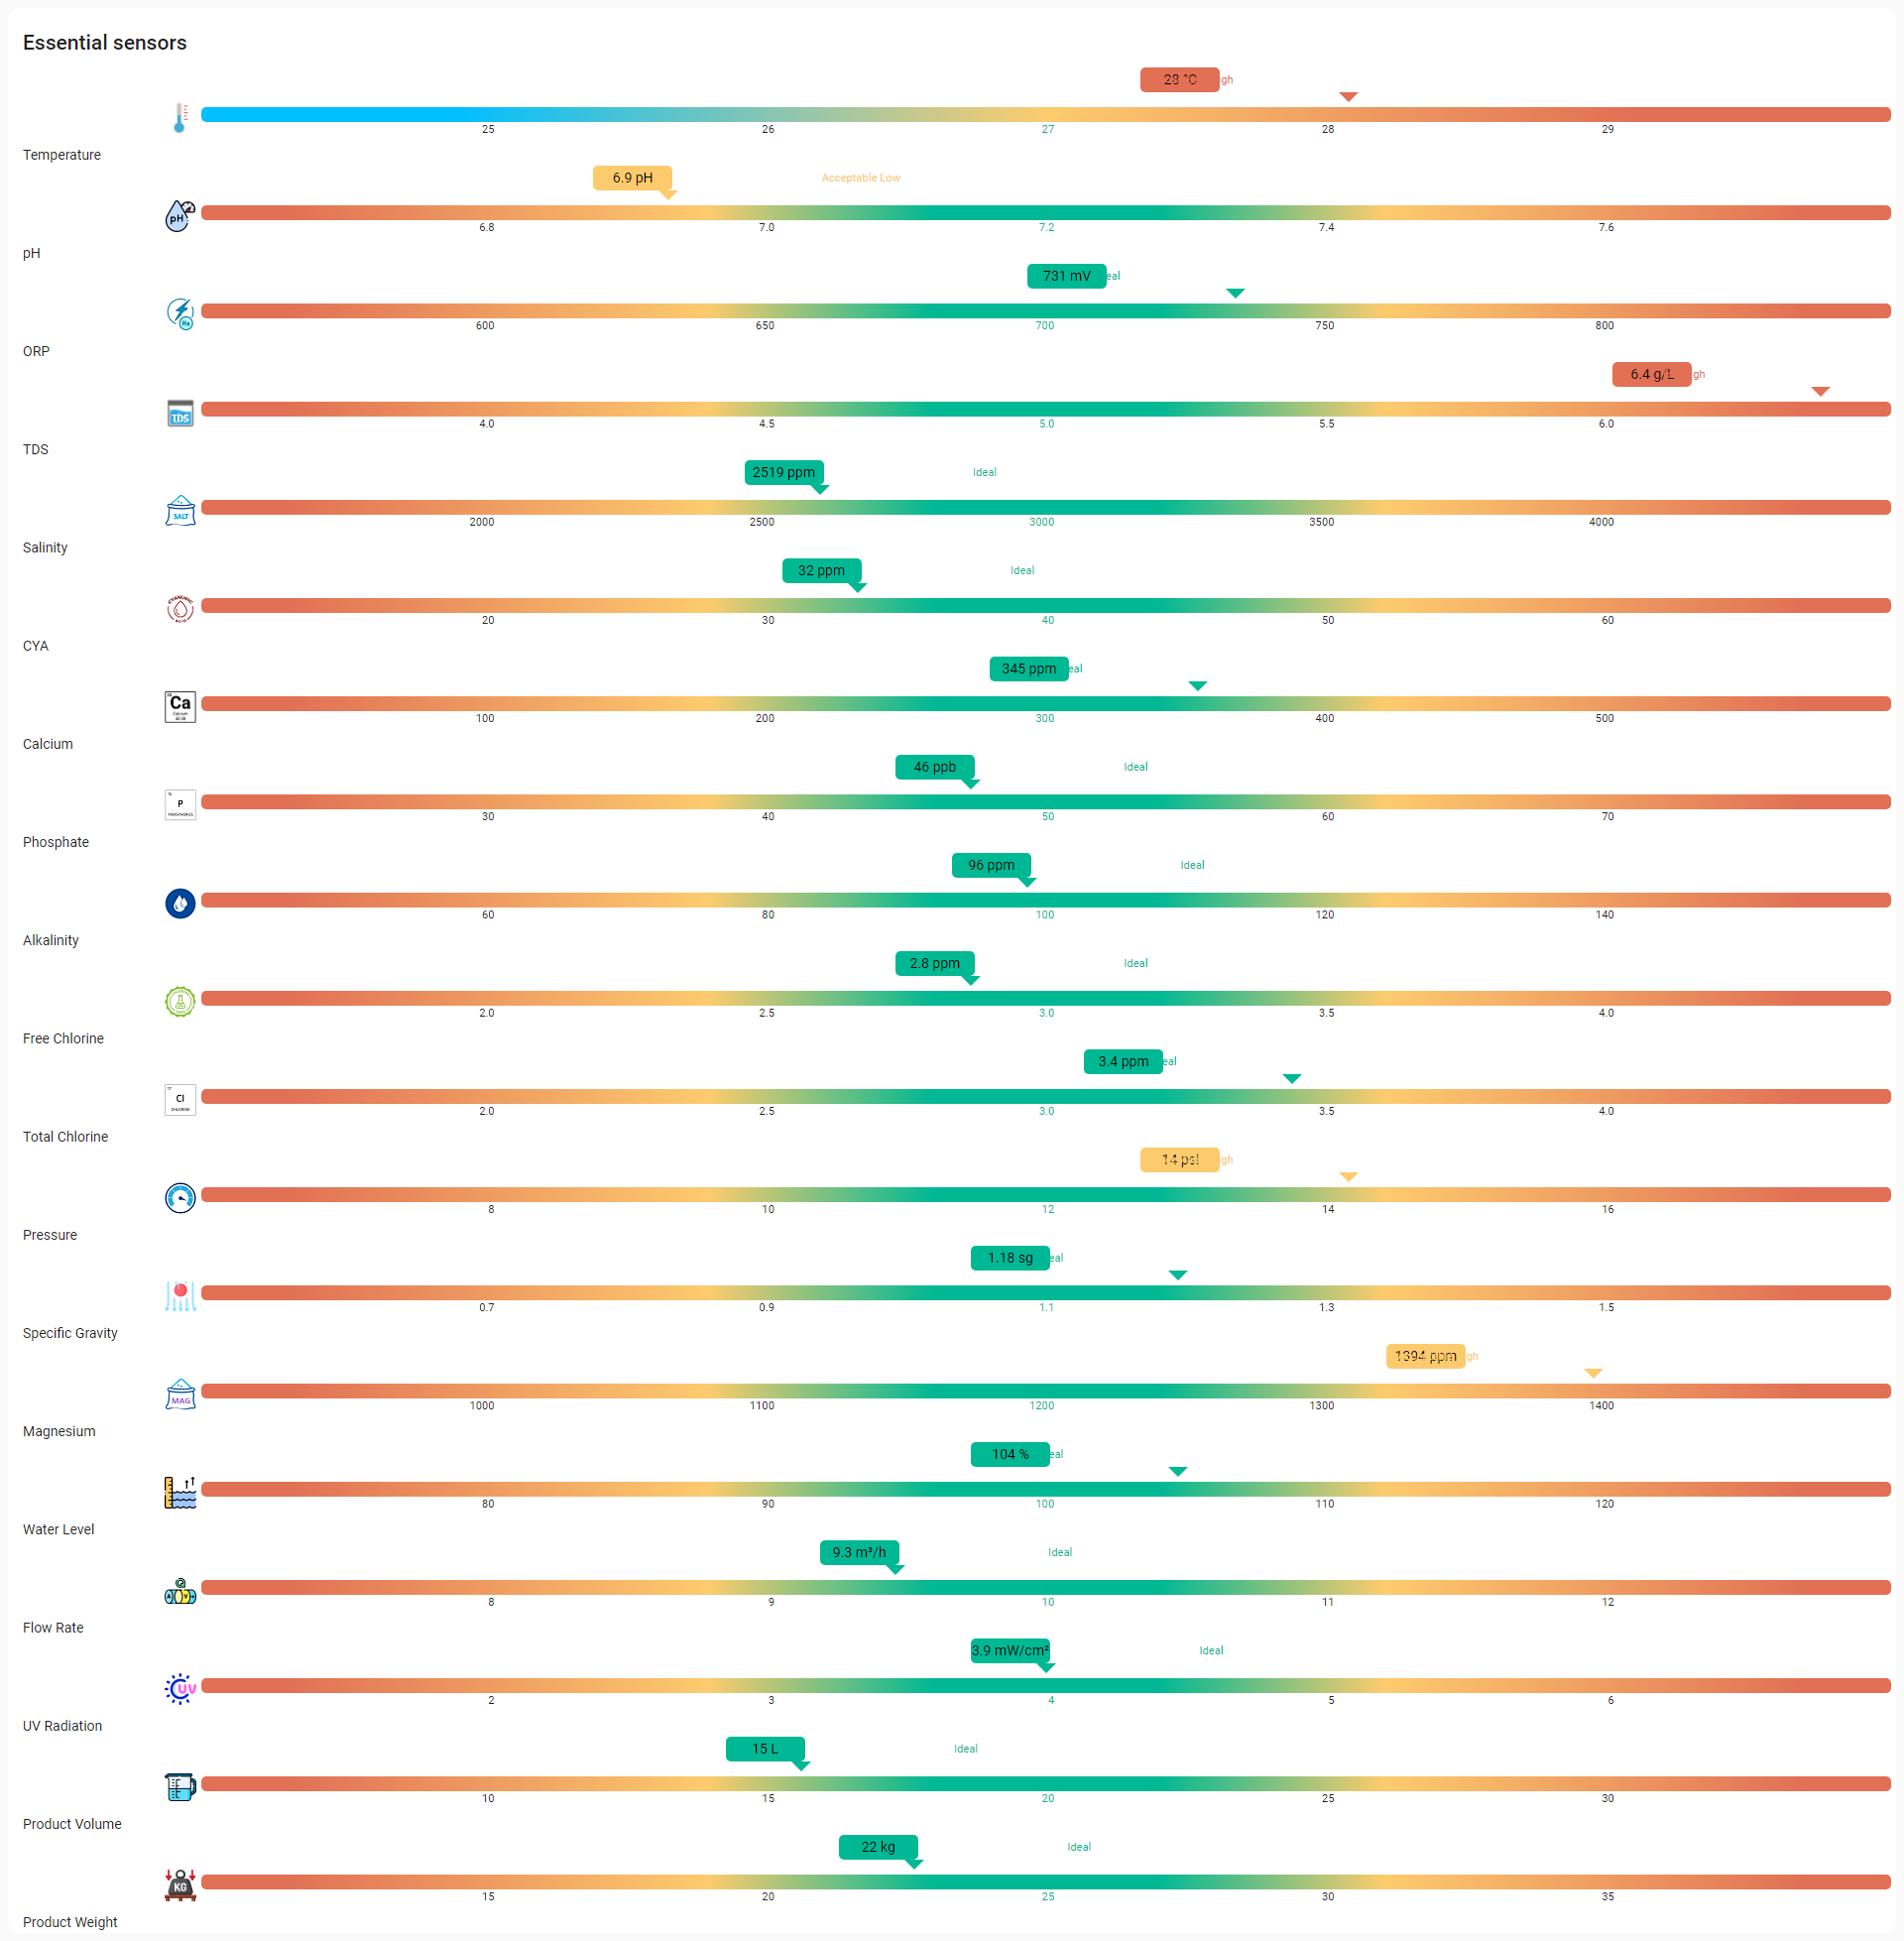 Essential sensors
28 °C gh
25 26 27 28 29
Temperature
6.9 pH Acceptable Low
pH
6.8 7.0 7.2 7.4 7.6
pH
731 mV eal
600 650 700 750 800
ORP
6.4 g/L gh
TDS
4.0 4.5 5.0 5.5 6.0
TDS
2519 ppm Ideal
SALT
2000 2500 3000 3500 4000
Salinity
32 ppm Ideal
20 30 40 50 60
CYA
345 ppm eal
Ca
100 200 300 400 500
Calcium
46 ppb Ideal
P
30 40 50 60 70
Phosphate
96 ppm Ideal
60 80 100 120 140
Alkalinity
2.8 ppm Ideal
2.0 2.5 3.0 3.5 4.0
Free Chlorine
3.4 ppm eal
Cl
2.0 2.5 3.0 3.5 4.0
Total Chlorine
14 psi gh
8 10 12 14 16
Pressure
1.18 sg eal
0.7 0.9 1.1 1.3 1.5
Specific Gravity
1394 ppm gh
MAG
1000 1100 1200 1300 1400
Magnesium
104 % eal
80 90 100 110 120
Water Level
9.3 m³/h Ideal
8 9 10 11 12
Flow Rate
3.9 mW/cm² Ideal
UV
2 3 4 5 6
UV Radiation
15 L Ideal
10 15 20 25 30
Product Volume
22 kg Ideal
KG
15 20 25 30 35
Product Weight